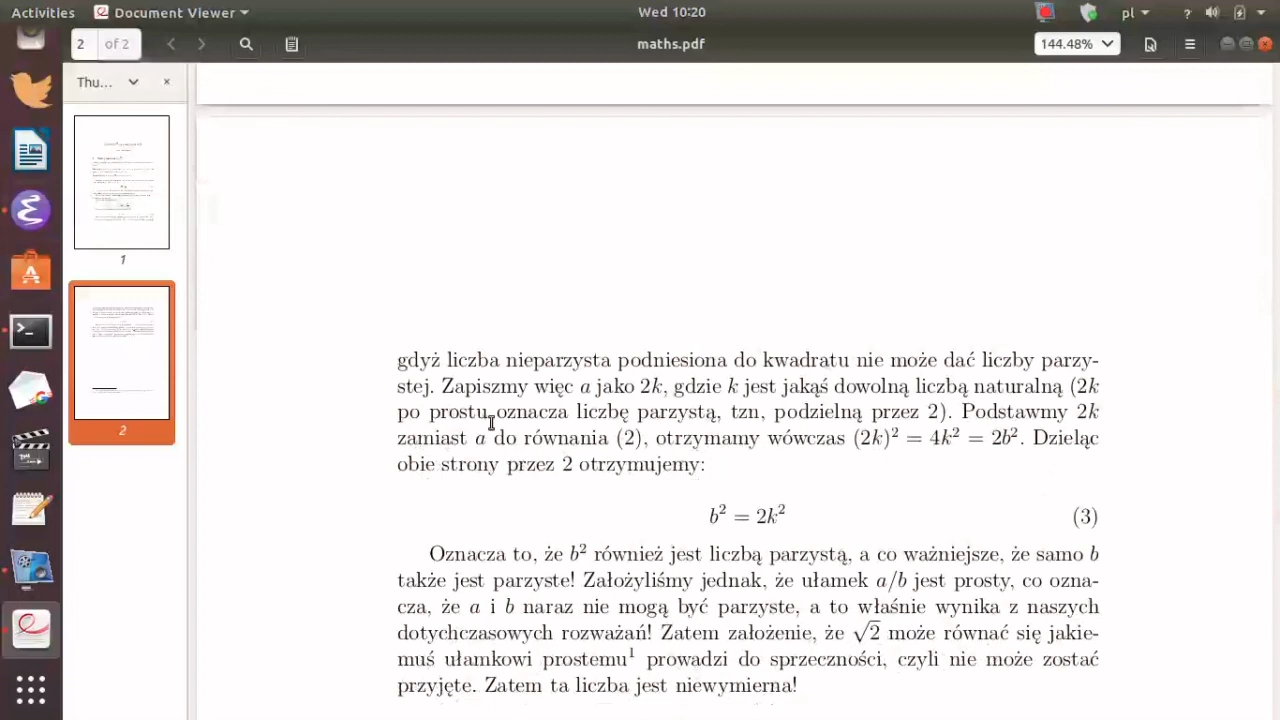 Activities Document Viewer Wed 10:20 pl ?
2 of 2 maths.pdf 144.48%
Thu...
1
2
gdyż liczba nieparzysta podniesiona do kwadratu nie może dać liczby parzy-
stej. Zapiszmy więc a jako 2k, gdzie k jest jakąś dowolną liczbą naturalną (2k
po prostu oznacza liczbę parzystą, tzn, podzielną przez 2). Podstawmy 2k
zamiast a do równania (2), otrzymamy wówczas (2k)² = 4k² = 2b². Dzieląc
obie strony przez 2 otrzymujemy:
b² = 2k² (3)
Oznacza to, że b² również jest liczbą parzystą, a co ważniejsze, że samo b
także jest parzyste! Założyliśmy jednak, że ułamek a/b jest prosty, co ozna-
cza, że a i b naraz nie mogą być parzyste, a to właśnie wynika z naszych
dotychczasowych rozważań! Zatem założenie, że √2 może równać się jakie-
muś ułamkowi prostemu¹ prowadzi do sprzeczności, czyli nie może zostać
przyjęte. Zatem ta liczba jest niewymierna!